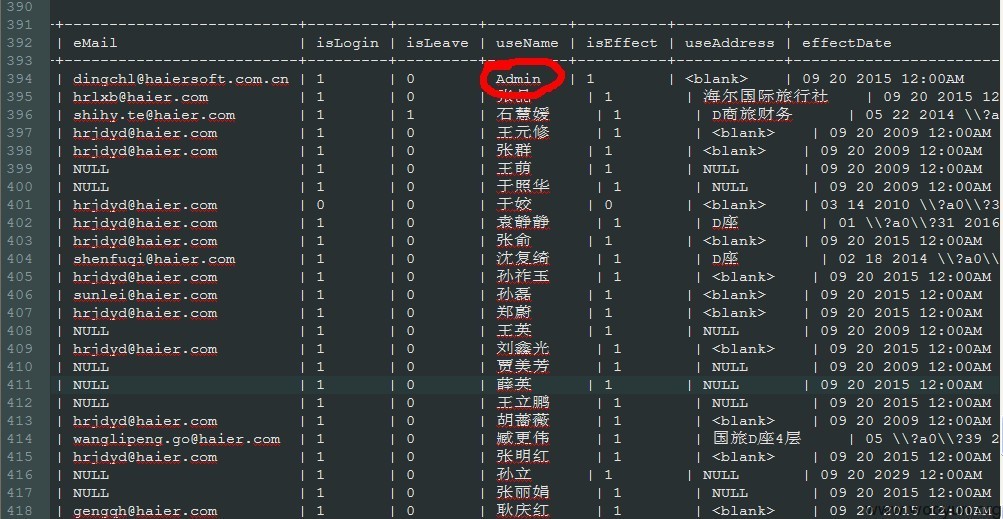 390
391
392 | eMail | isLogin | isLeave | useName | isEffect | useAddress | effectDate
393
394 | dingchl@haiersoft.com.cn | 1 | 0 | Admin | 1 | <blank> | 09 20 2015 12:00AM
395 | hrlxb@haier.com | 1 | 0 | 张晶 | 1 | 海尔国际旅行社 | 09 20 2015 12
396 | shihy.te@haier.com | 1 | 1 | 石慧媛 | 1 | D商旅财务 | 05 22 2014 \\?a
397 | hrjdyd@haier.com | 1 | 0 | 王元修 | 1 | <blank> | 09 20 2009 12:00AM
398 | hrjdyd@haier.com | 1 | 0 | 张群 | 1 | <blank> | 09 20 2009 12:00AM
399 | NULL | 1 | 0 | 王萌 | 1 | NULL | 09 20 2009 12:00AM
400 | NULL | 1 | 0 | 于照华 | 1 | NULL | 09 20 2009 12:00AM
401 | hrjdyd@haier.com | 0 | 0 | 于姣 | 0 | <blank> | 03 14 2010 \\?a0\\?3
402 | hrjdyd@haier.com | 1 | 0 | 袁静静 | 1 | D座 | 01 \\?a0\\?31 2016
403 | hrjdyd@haier.com | 1 | 0 | 张俞 | 1 | <blank> | 09 20 2015 12:00AM
404 | shenfuqi@haier.com | 1 | 0 | 沈复绮 | 1 | D座 | 02 18 2014 \\?a0\\
405 | hrjdyd@haier.com | 1 | 0 | 孙祚玉 | 1 | <blank> | 09 20 2015 12:00AM
406 | sunlei@haier.com | 1 | 0 | 孙磊 | 1 | <blank> | 09 20 2015 12:00AM
407 | hrjdyd@haier.com | 1 | 0 | 郑蔚 | 1 | <blank> | 09 20 2015 12:00AM
408 | NULL | 1 | 0 | 王英 | 1 | NULL | 09 20 2009 12:00AM
409 | hrjdyd@haier.com | 1 | 0 | 刘鑫光 | 1 | <blank> | 09 20 2015 12:00AM
410 | NULL | 1 | 0 | 贾美芳 | 1 | NULL | 09 20 2009 12:00AM
411 | NULL | 1 | 0 | 薛英 | 1 | NULL | 09 20 2015 12:00AM
412 | NULL | 1 | 0 | 王立鹏 | 1 | NULL | 09 20 2015 12:00AM
413 | hrjdyd@haier.com | 1 | 0 | 胡蔷薇 | 1 | <blank> | 09 20 2009 12:00AM
414 | wanglipeng.go@haier.com | 1 | 0 | 臧更伟 | 1 | 国旅D座4层 | 05 \\?a0\\?39 2
415 | hrjdyd@haier.com | 1 | 0 | 张明红 | 1 | <blank> | 09 20 2015 12:00AM
416 | NULL | 1 | 0 | 孙立 | 1 | NULL | 09 20 2029 12:00AM
417 | NULL | 1 | 0 | 张丽娟 | 1 | NULL | 09 20 2015 12:00AM
418 | gengqh@haier.com | 1 | 0 | 耿庆红 | 1 | <blank> | 09 20 2015 12:00AM